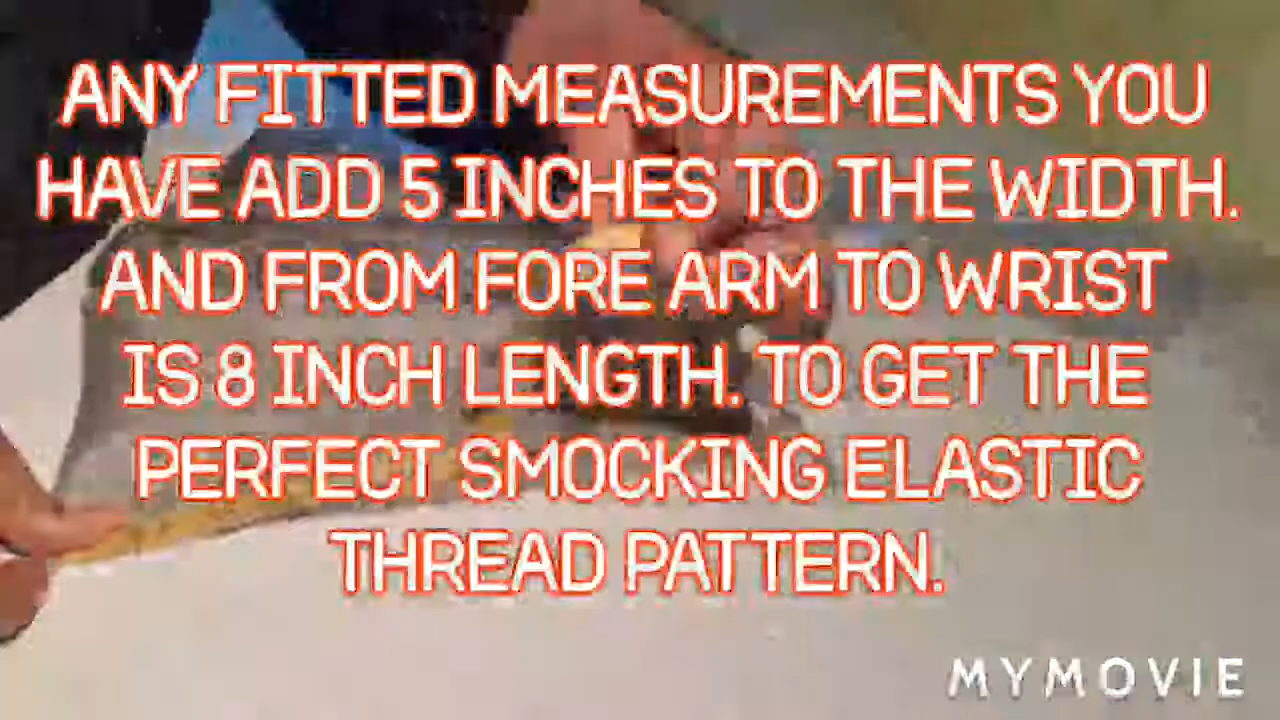 ANY FITTED MEASUREMENTS YOU
HAVE ADD 5 INCHES TO THE WIDTH.
AND FROM FORE ARM TO WRIST
IS 8 INCH LENGTH. TO GET THE
PERFECT SMOCKING ELASTIC
THREAD PATTERN.
MYMOVIE